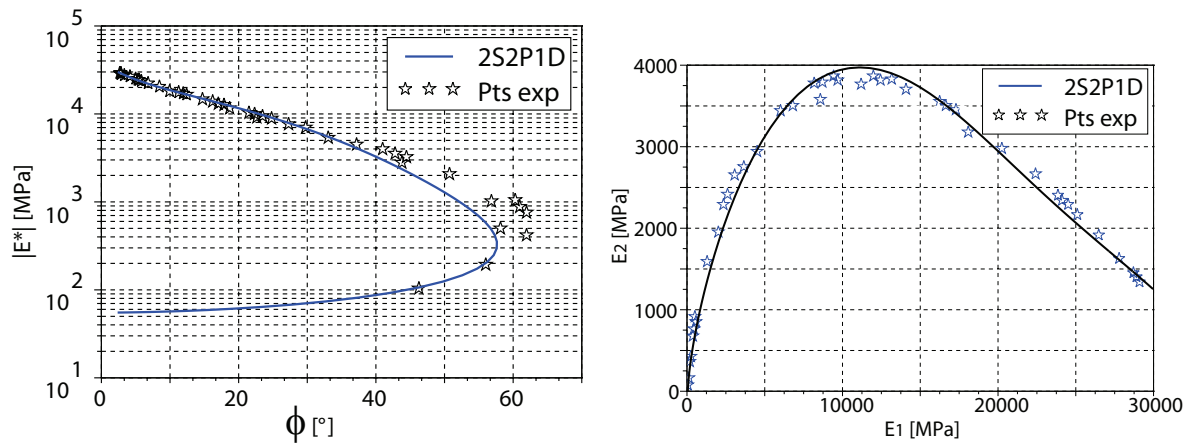 10^5
10^4
10^3
10^2
10^1
|E*| [MPa]
0 20 40 60
ϕ [°]
2S2P1D
Pts exp
4000
3000
2000
1000
0
E2 [MPa]
0 10000 20000 30000
E1 [MPa]
2S2P1D
Pts exp